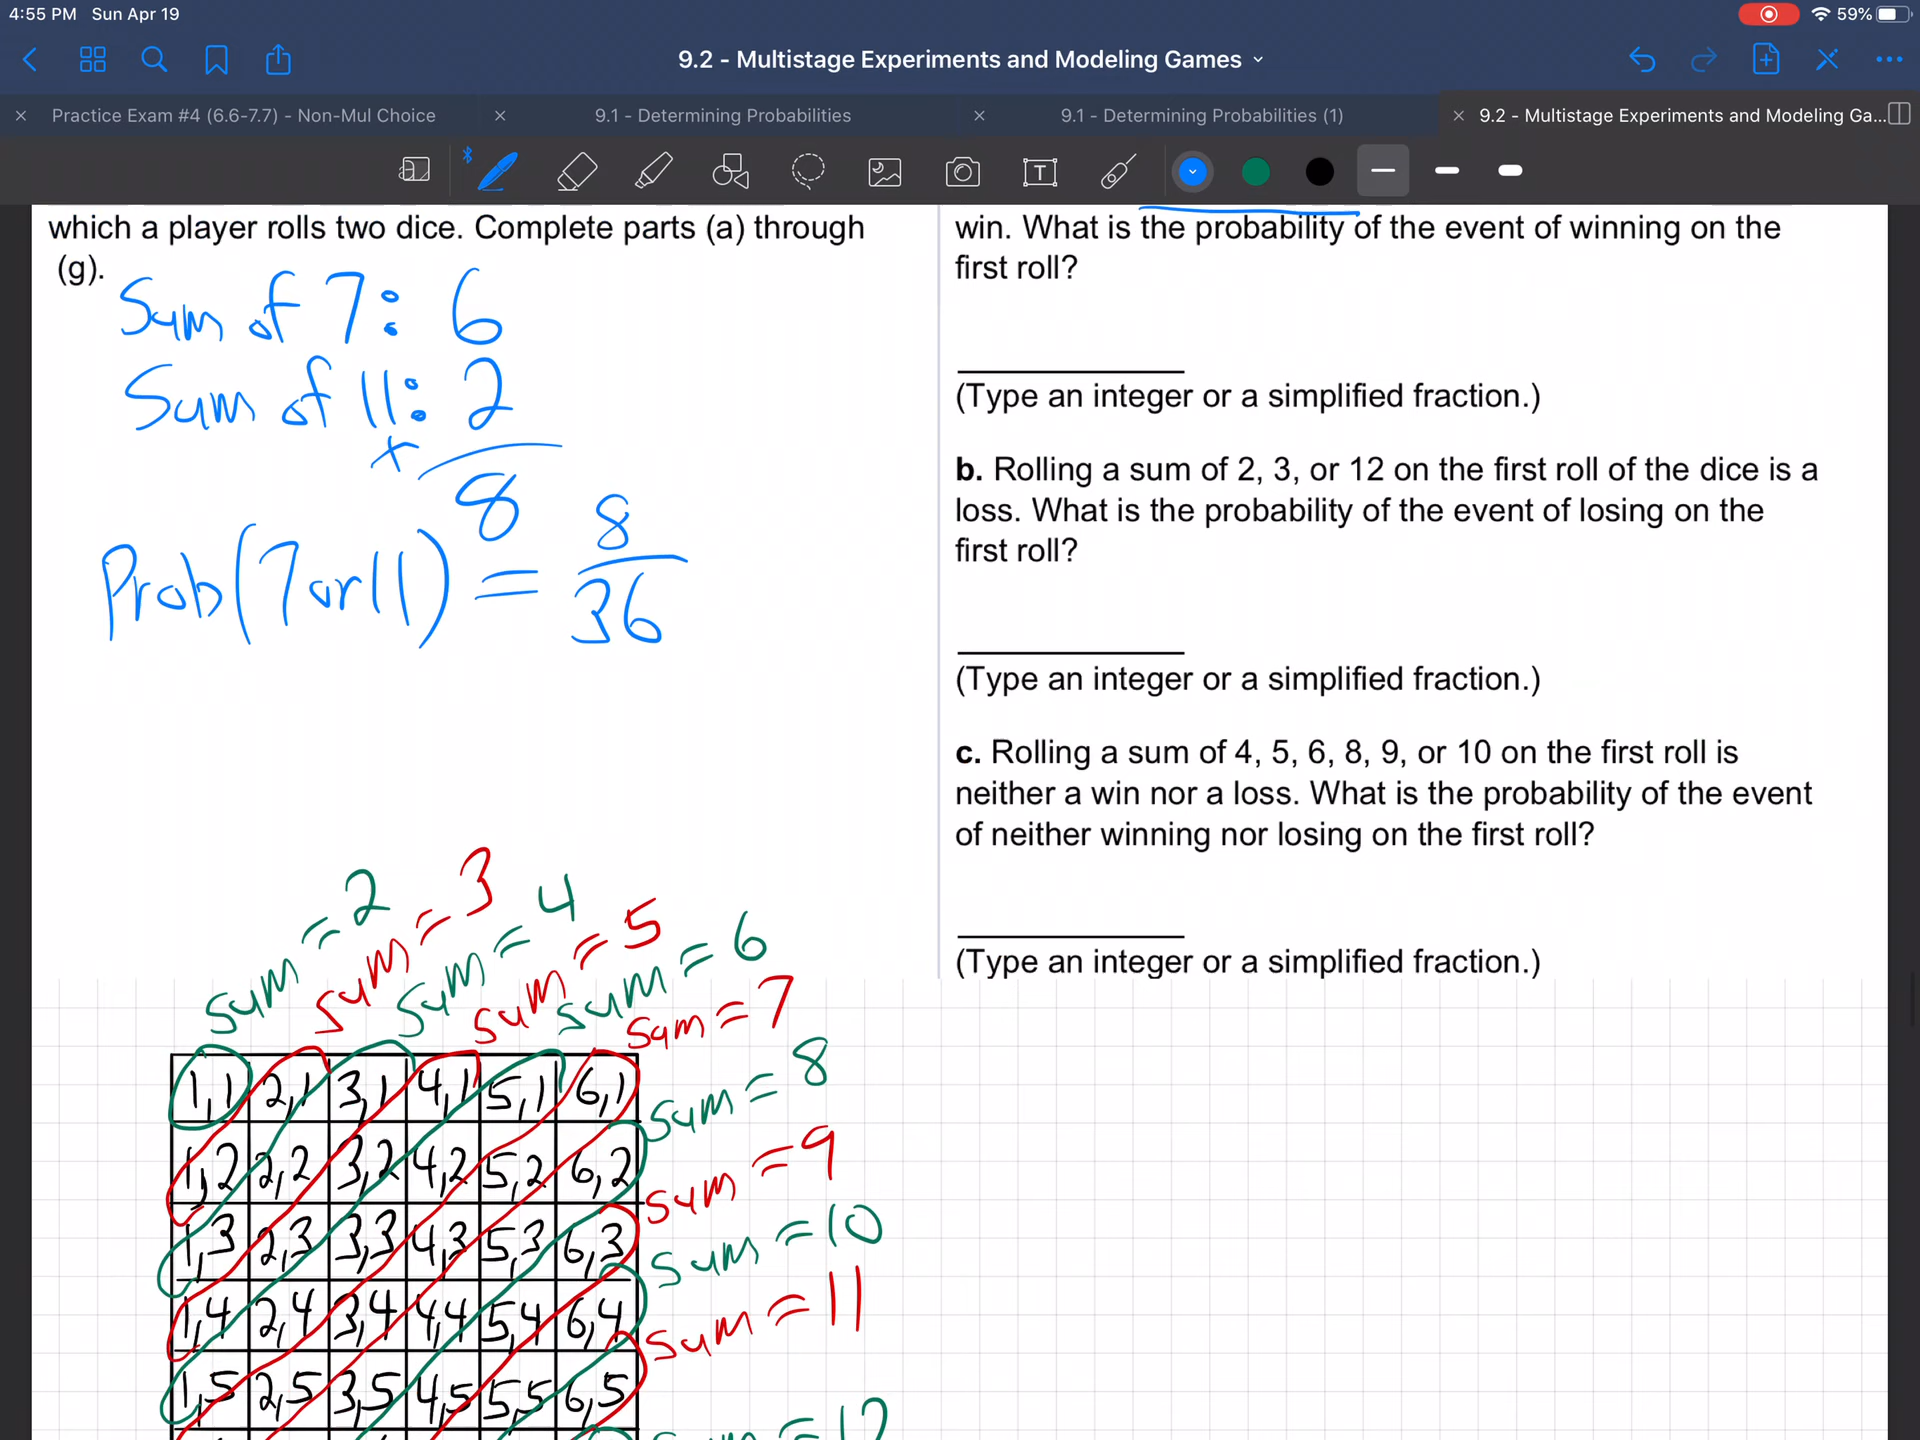 4:55 PM Sun Apr 19
59%
9.2 - Multistage Experiments and Modeling Games
Practice Exam #4 (6.6-7.7) - Non-Mul Choice
9.1 - Determining Probabilities
9.1 - Determining Probabilities (1)
9.2 - Multistage Experiments and Modeling Ga...
which a player rolls two dice. Complete parts (a) through
(g).
Sum of 7: 6
Sum of 11: 2
+
8
Prob(7 or 11) = 8/36
win. What is the probability of the event of winning on the
first roll?
(Type an integer or a simplified fraction.)
b. Rolling a sum of 2, 3, or 12 on the first roll of the dice is a
loss. What is the probability of the event of losing on the
first roll?
(Type an integer or a simplified fraction.)
c. Rolling a sum of 4, 5, 6, 8, 9, or 10 on the first roll is
neither a win nor a loss. What is the probability of the event
of neither winning nor losing on the first roll?
(Type an integer or a simplified fraction.)
sum = 2
sum = 3
sum = 4
sum = 5
sum = 6
sum = 7
sum = 8
sum = 9
sum = 10
sum = 11
sum = 12
1,1 2,1 3,1 4,1 5,1 6,1
1,2 2,2 3,2 4,2 5,2 6,2
1,3 2,3 3,3 4,3 5,3 6,3
1,4 2,4 3,4 4,4 5,4 6,4
1,5 2,5 3,5 4,5 5,5 6,5